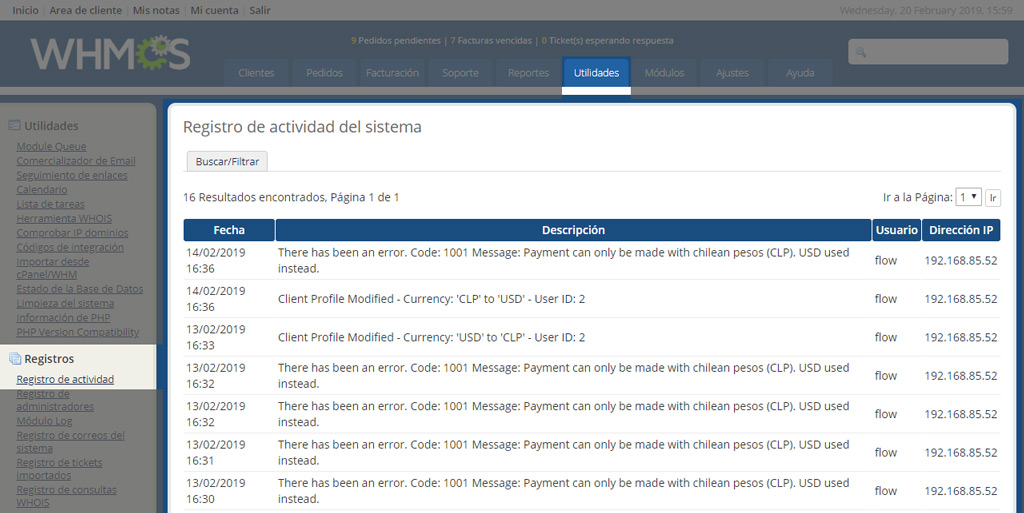 Inicio | Area de cliente | Mis notas | Mi cuenta | Salir
Wednesday, 20 February 2019, 15:59
WHMCS
9 Pedidos pendientes | 7 Facturas vencidas | 0 Ticket(s) esperando respuesta
Clientes Pedidos Facturación Soporte Reportes Utilidades Módulos Ajustes Ayuda
Utilidades
Module Queue
Comercializador de Email
Seguimiento de enlaces
Calendario
Lista de tareas
Herramienta WHOIS
Comprobar IP dominios
Códigos de integración
Importar desde
cPanel/WHM
Estado de la Base de Datos
Limpieza del sistema
Información de PHP
PHP Version Compatibility
Registros
Registro de actividad
Registro de
administradores
Módulo Log
Registro de correos del
sistema
Registro de tickets
importados
Registro de consultas
WHOIS
Registro de actividad del sistema
Buscar/Filtrar
16 Resultados encontrados, Página 1 de 1
Ir a la Página: 1 Ir
Fecha Descripción Usuario Dirección IP
14/02/2019 There has been an error. Code: 1001 Message: Payment can only be made with chilean pesos (CLP). USD used
16:36 instead. flow 192.168.85.52
14/02/2019
16:36 Client Profile Modified - Currency: 'CLP' to 'USD' - User ID: 2 flow 192.168.85.52
13/02/2019
16:33 Client Profile Modified - Currency: 'USD' to 'CLP' - User ID: 2 flow 192.168.85.52
13/02/2019 There has been an error. Code: 1001 Message: Payment can only be made with chilean pesos (CLP). USD used
16:32 instead. flow 192.168.85.52
13/02/2019 There has been an error. Code: 1001 Message: Payment can only be made with chilean pesos (CLP). USD used
16:32 instead. flow 192.168.85.52
13/02/2019 There has been an error. Code: 1001 Message: Payment can only be made with chilean pesos (CLP). USD used
16:31 instead. flow 192.168.85.52
13/02/2019 There has been an error. Code: 1001 Message: Payment can only be made with chilean pesos (CLP). USD used
16:30 instead. flow 192.168.85.52